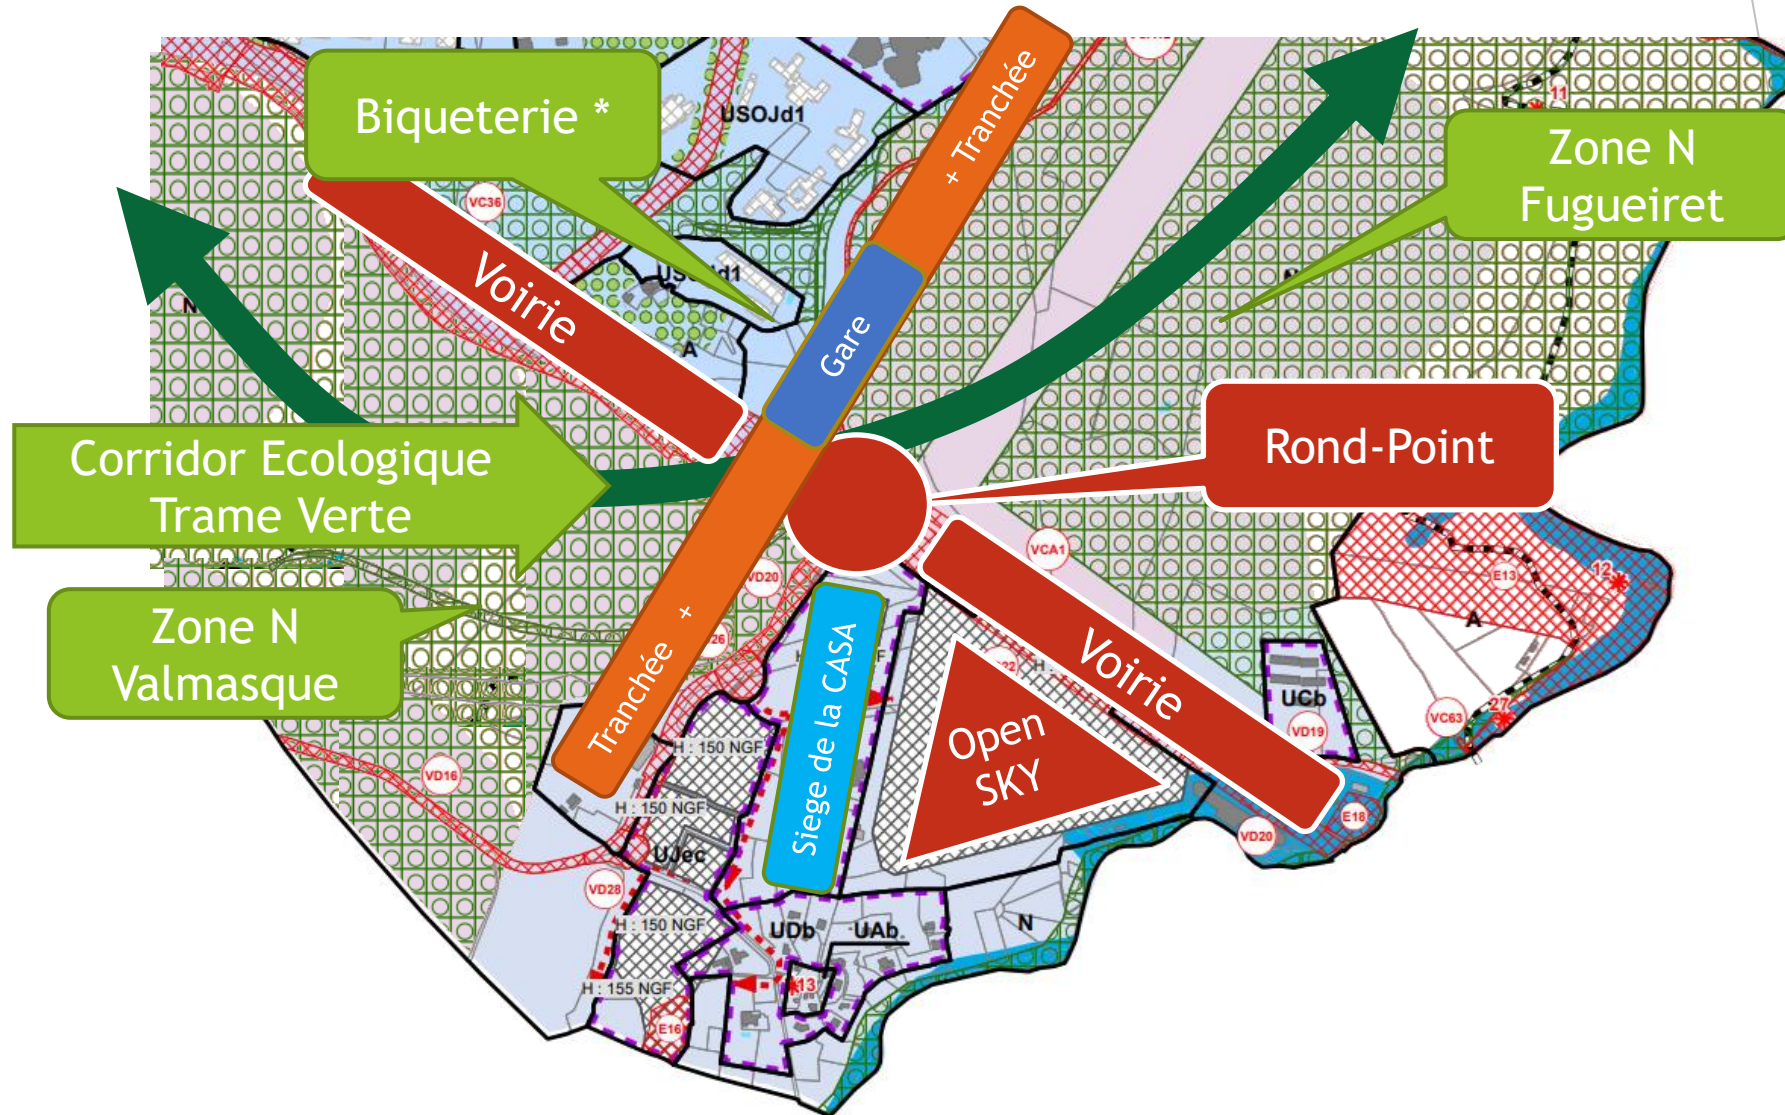 + Tranchée
11
Biqueterie *
USOJd1
Zone N
Fugueiret
VC36
Voirie
Gare
N
A
Corridor Ecologique
Trame Verte
Rond-Point
VCA1
VD20
E13
12
A
Zone N
Valmasque
Tranchée +
Siege de la CASA
Voirie
UCb
VD19
VC63
27
Open
SKY
H : 150 NGF
VD16
H : 150 NGF
E18
VD20
UJec
VD28
H : 150 NGF
UDb
UAb
N
H : 155 NGF
13
E16